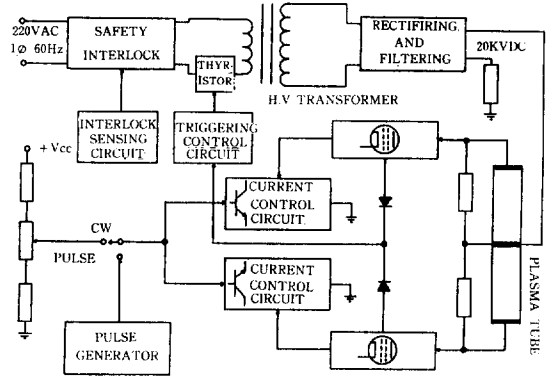 220VAC
1Ø 60Hz
SAFETY
INTERLOCK
THYR
ISTOR
H.V TRANSFORMER
RECTIFIRING
AND
FILTERING
20KVDC
INTERLOCK
SENSING
CIRCUIT
TRIGGERING
CONTROL
CIRCUIT
+Vcc
CW
PULSE
CURRENT
CONTROL
CIRCUIT
CURRENT
CONTROL
CIRCUIT
PULSE
GENERATOR
PLASMA TUBE